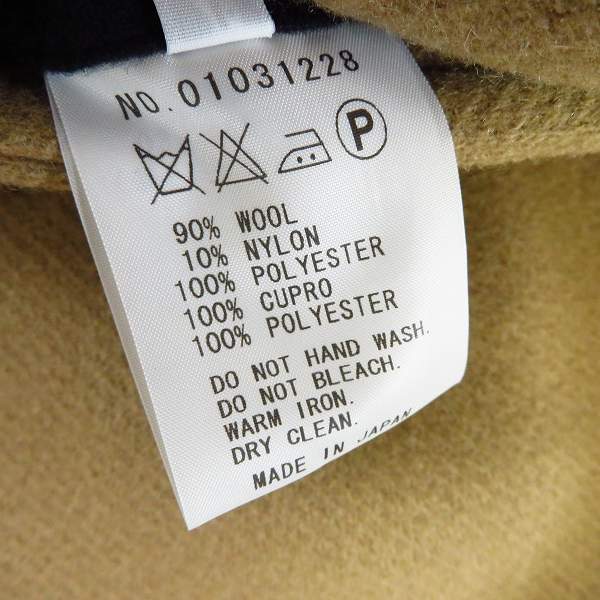 NO.01031228
P
90% WOOL
10% NYLON
100% POLYESTER
100% CUPRO
100% POLYESTER
DO NOT HAND WASH.
DO NOT BLEACH.
WARM IRON.
DRY CLEAN.
MADE IN JAPAN